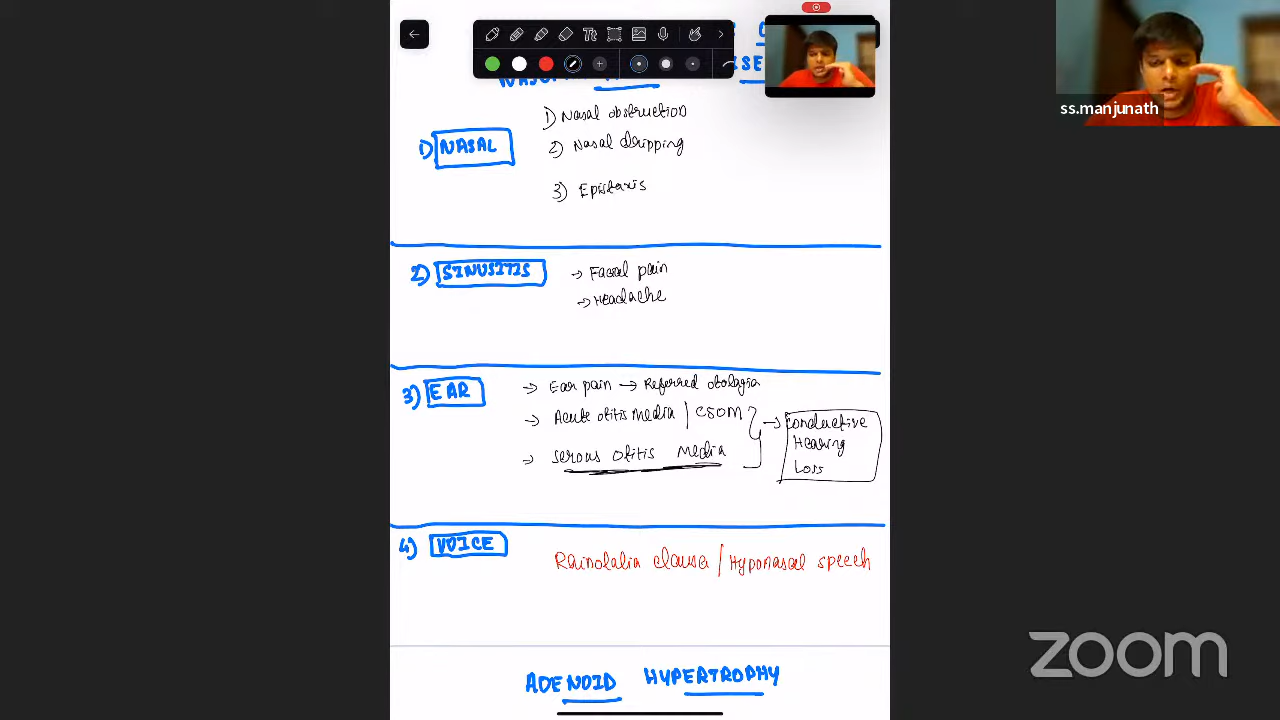 ss.manjunath
Tt
1) NASAL
1) Nasal obstruction
2) Nasal dripping
3) Epistaxis
2) SINUSITIS
→ Facial pain
→ Headache
3) EAR
→ Ear pain → Referred otolagia
→ Acute otitis media / CSOM
→ serous otitis media
→ conductive
Hearing
Loss
4) VOICE
Rhinolalia clausa / Hyponasal speech
ADENOID HYPERTROPHY
zoom